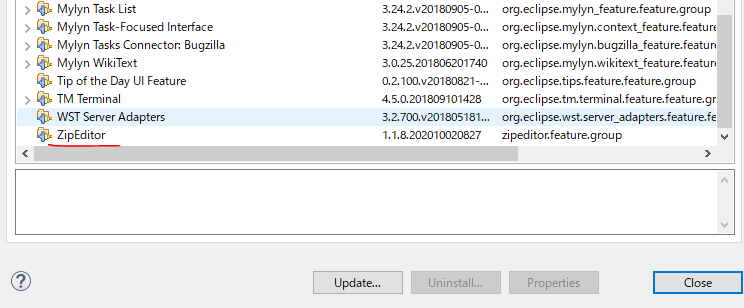 Mylyn Task List 3.24.2.v20180905-0... org.eclipse.mylyn_feature.feature.group
Mylyn Task-Focused Interface 3.24.2.v20180905-0... org.eclipse.mylyn.context_feature.feature
Mylyn Tasks Connector: Bugzilla 3.24.2.v20180905-0... org.eclipse.mylyn.bugzilla_feature.feature
Mylyn WikiText 3.0.25.201806201740 org.eclipse.mylyn.wikitext_feature.feature
Tip of the Day UI Feature 0.2.100.v20180821-... org.eclipse.tips.feature.feature.group
TM Terminal 4.5.0.201809101428 org.eclipse.tm.terminal.feature.feature.gr
WST Server Adapters 3.2.700.v201805181... org.eclipse.wst.server_adapters.feature.fe
ZipEditor 1.1.8.202010020827 zipeditor.feature.group
? Update... Uninstall... Properties Close